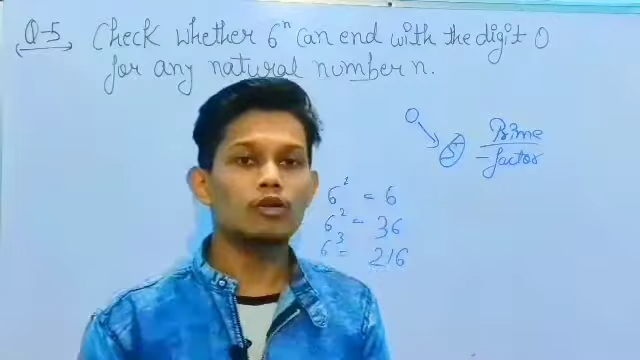 Q-5 Check whether 6ⁿ can end with the digit 0
for any natural number n.
0
5
Prime
-factor
6¹ = 6
6² = 36
6³ = 216